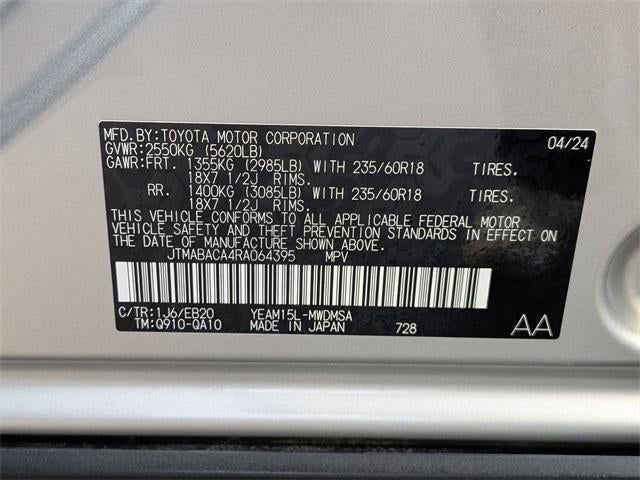 MFD.BY:TOYOTA MOTOR CORPORATION 04/24
GVWR:2550KG (5620LB)
GAWR:FRT. 1355KG (2985LB) WITH 235/60R18 TIRES.
18X7 1/2J RIMS.
RR. 1400KG (3085LB) WITH 235/60R18 TIRES.
18X7 1/2J RIMS.
THIS VEHICLE CONFORMS TO ALL APPLICABLE FEDERAL MOTOR
VEHICLE SAFETY AND THEFT PREVENTION STANDARDS IN EFFECT ON
THE DATE OF MANUFACTURE SHOWN ABOVE.
JTMABACA4RA064395 MPV
C/TR:1J6/EB20 YEAM15L-MWDMSA
TM:Q910-QA10 MADE IN JAPAN 728 AA